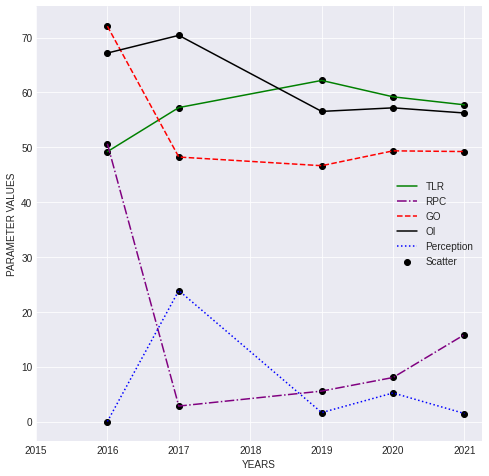 PARAMETER VALUES
70
60
50
40
30
20
10
0
TLR
RPC
GO
OI
Perception
Scatter
2015 2016 2017 2018 2019 2020 2021
YEARS